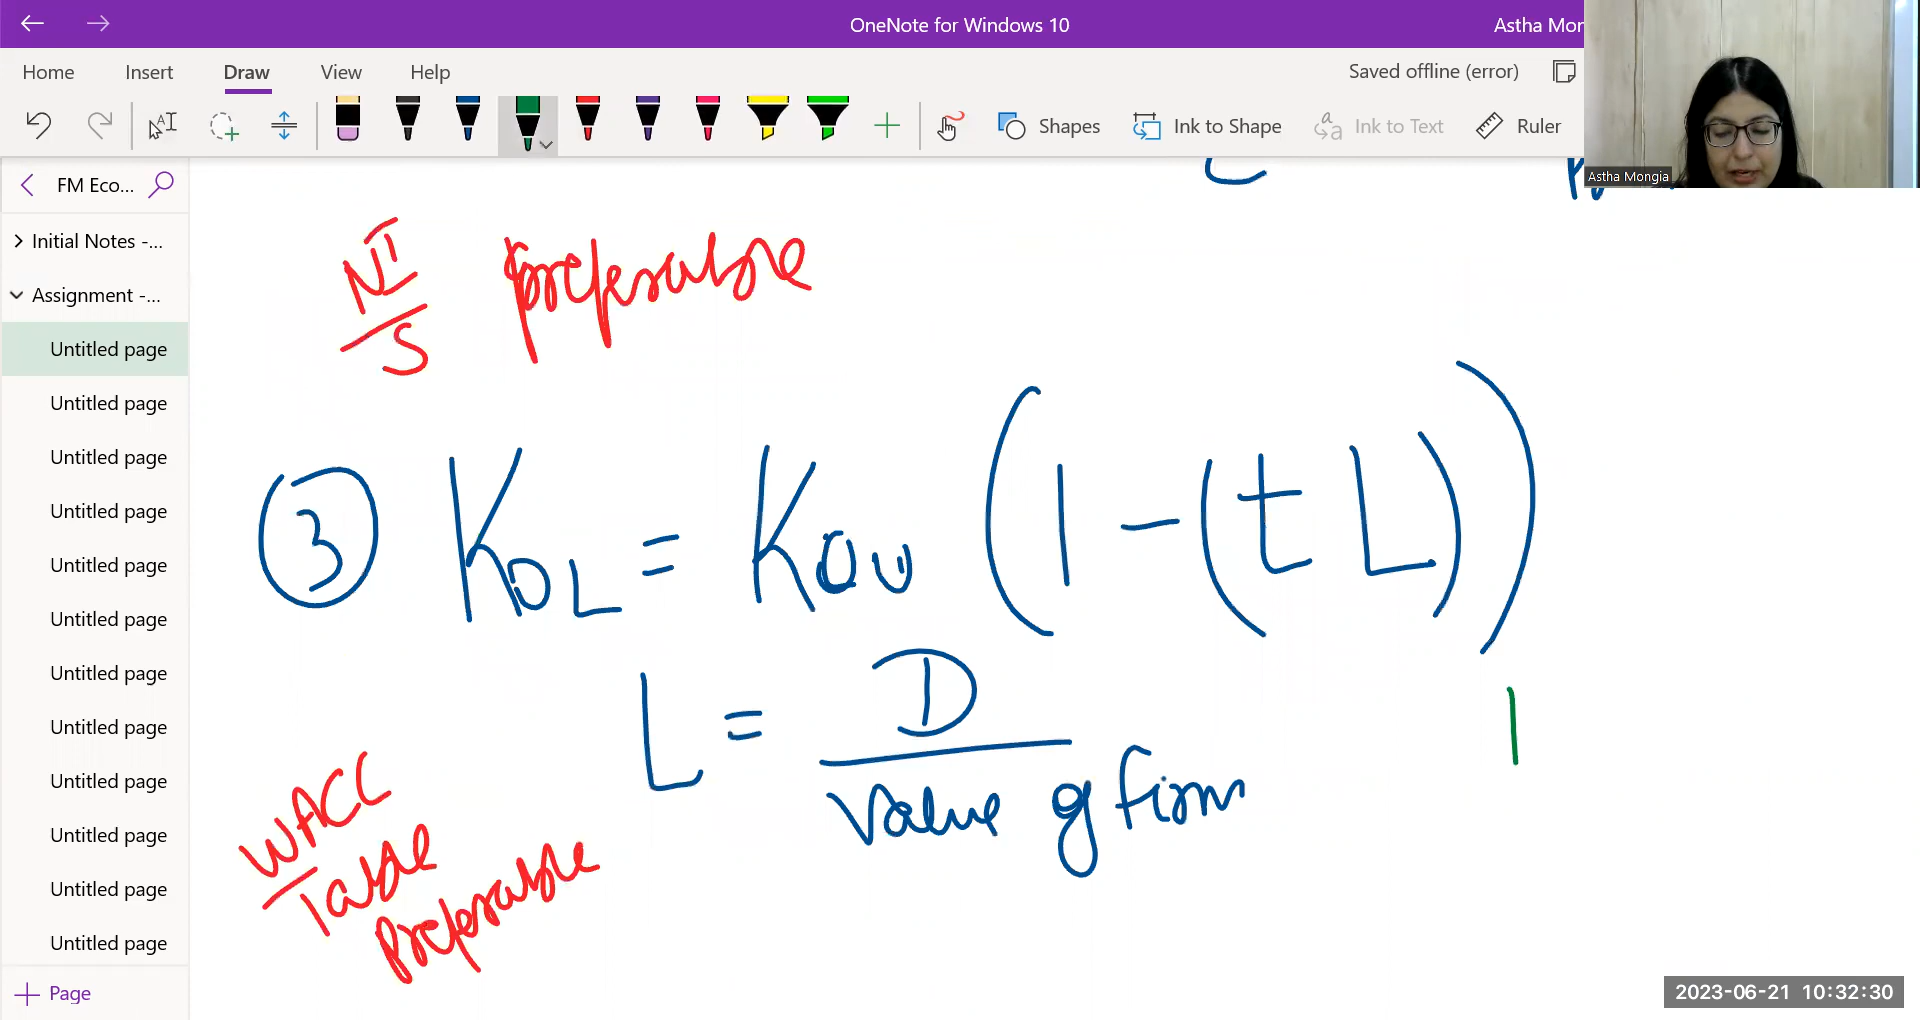 OneNote for Windows 10
Astha Mon
Home Insert Draw View Help
Saved offline (error)
Shapes Ink to Shape Ink to Text Ruler
Astha Mongia
FM Eco...
Initial Notes -...
Assignment -...
Untitled page
Untitled page
Untitled page
Untitled page
Untitled page
Untitled page
Untitled page
Untitled page
Untitled page
Untitled page
Untitled page
Untitled page
Page
NI
S
preferable
3 KOL = KOU (1 - (t L))
L = D
Value of firm
WACC
Table
Preferable
2023-06-21 10:32:30